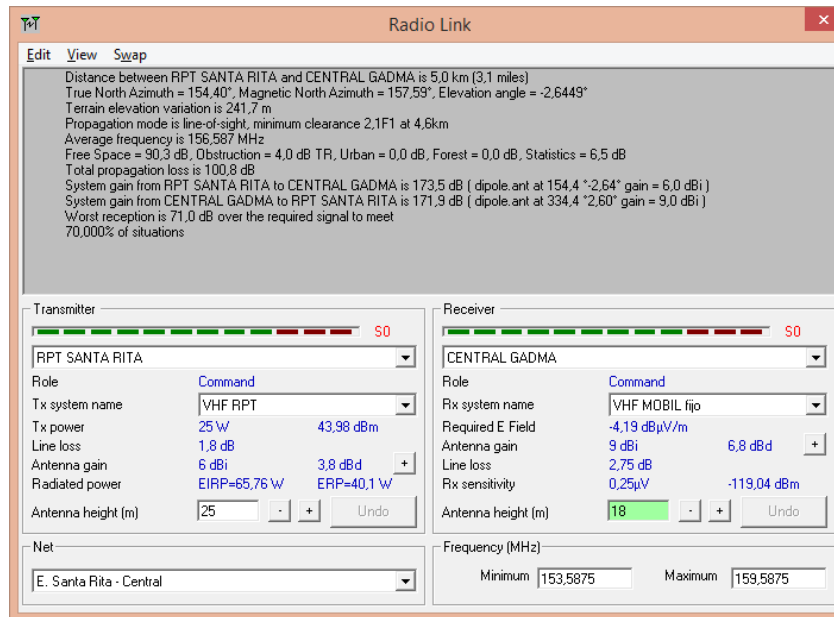 Radio Link
Edit View Swap
Distance between RPT SANTA RITA and CENTRAL GADMA is 5,0 km (3,1 miles)
True North Azimuth = 154,40°, Magnetic North Azimuth = 157,59°, Elevation angle = -2,6449°
Terrain elevation variation is 241,7 m
Propagation mode is line-of-sight, minimum clearance 2,1F1 at 4,6km
Average frequency is 156,587 MHz
Free Space = 90,3 dB, Obstruction = 4,0 dB TR, Urban = 0,0 dB, Forest = 0,0 dB, Statistics = 6,5 dB
Total propagation loss is 100,8 dB
System gain from RPT SANTA RITA to CENTRAL GADMA is 173,5 dB ( dipole.ant at 154,4 °-2,64° gain = 6,0 dBi )
System gain from CENTRAL GADMA to RPT SANTA RITA is 171,9 dB ( dipole.ant at 334,4 °2,60° gain = 9,0 dBi )
Worst reception is 71,0 dB over the required signal to meet
70,000% of situations
Transmitter
S0
RPT SANTA RITA
Role Command
Tx system name VHF RPT
Tx power 25 W 43,98 dBm
Line loss 1,8 dB
Antenna gain 6 dBi 3,8 dBd +
Radiated power EIRP=65,76 W ERP=40,1 W
Antenna height (m) 25 - + Undo
Net
E. Santa Rita - Central
Receiver
S0
CENTRAL GADMA
Role Command
Rx system name VHF MOBIL fijo
Required E Field -4,19 dBµV/m
Antenna gain 9 dBi 6,8 dBd +
Line loss 2,75 dB
Rx sensitivity 0,25µV -119,04 dBm
Antenna height (m) 18 - + Undo
Frequency (MHz)
Minimum 153,5875 Maximum 159,5875